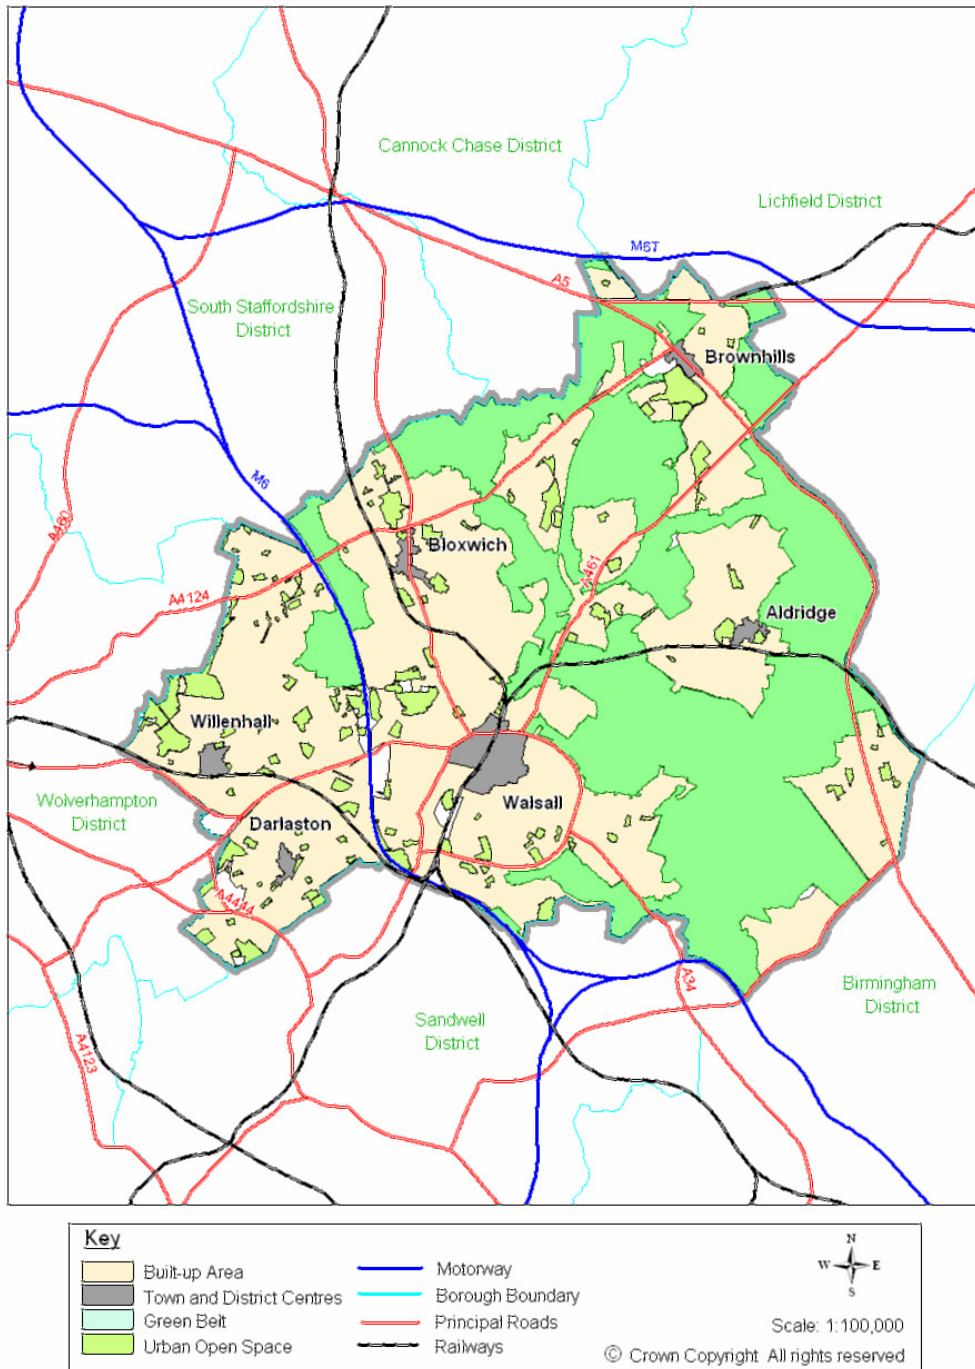 Cannock Chase District
Lichfield District
M6T
A5
South Staffordshire
District
Brownhills
M6
A460
Bloxwich
A461
A4124
Aldridge
Willenhall
Wolverhampton
District
Walsall
Darlaston
A4444
A34
Birmingham
District
Sandwell
District
A4123
Key
Built-up Area
Town and District Centres
Green Belt
Urban Open Space
Motorway
Borough Boundary
Principal Roads
Railways
N
W E
S
Scale: 1:100,000
© Crown Copyright All rights reserved